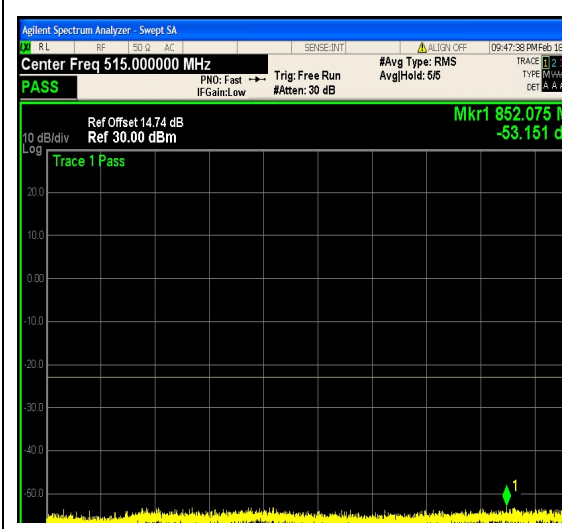 Agilent Spectrum Analyzer - Swept SA
RL RF 50 Ω AC SENSE:INT ALIGN OFF 09:47:38 PM Feb 18
Center Freq 515.000000 MHz #Avg Type: RMS TRACE 1 2 3
PASS PNO: Fast Trig: Free Run Avg|Hold: 5/5 TYPE M
IFGain:Low #Atten: 30 dB DET A A A
Mkr1 852.075 M
Ref Offset 14.74 dB
10 dB/div Ref 30.00 dBm -53.151 d
Log
Trace 1 Pass
20.0
10.0
0.00
-10.0
-20.0
-30.0
-40.0
1
-50.0